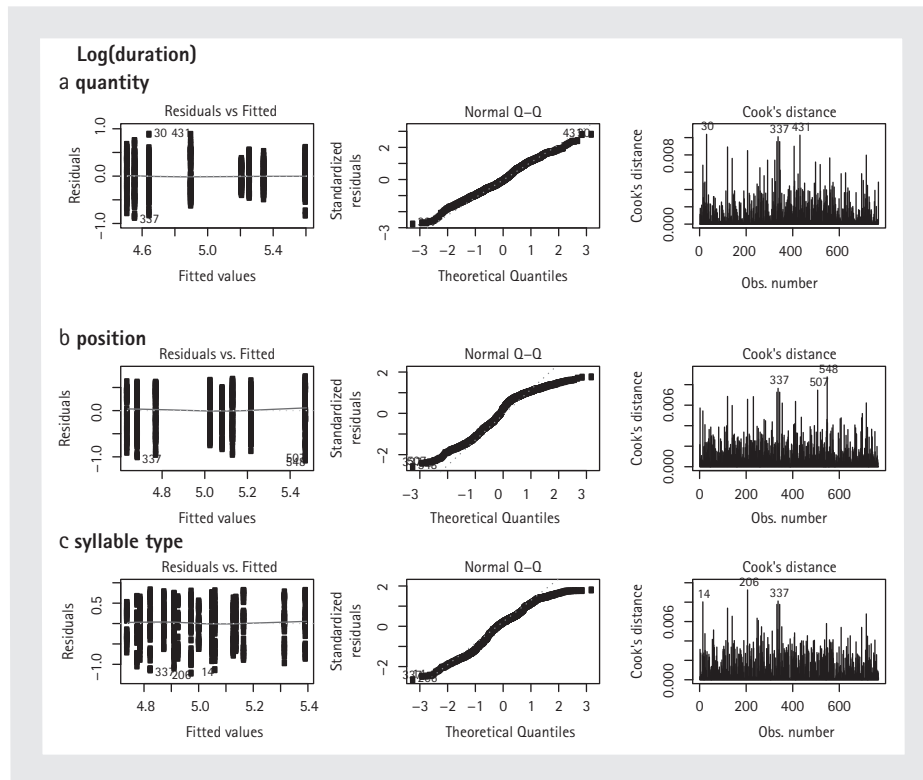 Log(duration)
a quantity
Residuals vs Fitted
Residuals
1.0
0.0
−1.0
30 431
337
4.6 5.0 5.4
Fitted values
Normal Q–Q
Standardized
residuals
2
0
−3
−3 −2 −1 0 1 2 3
Theoretical Quantiles
Cook's distance
Cook's distance
0.008
0.000
30 337 431
0 200 400 600
Obs. number
b position
Residuals vs. Fitted
Residuals
0.0
−1.0
337
507
548
4.8 5.0 5.2 5.4
Fitted values
Normal Q–Q
Standardized
residuals
2
0
−2
−3 −1 0 1 2 3
Theoretical Quantiles
Cook's distance
Cook's distance
0.006
0.000
337 507 548
0 200 400 600
Obs. number
c syllable type
Residuals vs. Fitted
Residuals
0.5
−1.0
337 206 14
4.8 5.0 5.2 5.4
Fitted values
Normal Q–Q
Standardized
residuals
2
0
−2
−3 −2 −1 0 1 2 3
Theoretical Quantiles
Cook's distance
Cook's distance
0.006
0.000
14 206 337
0 200 400 600
Obs. number